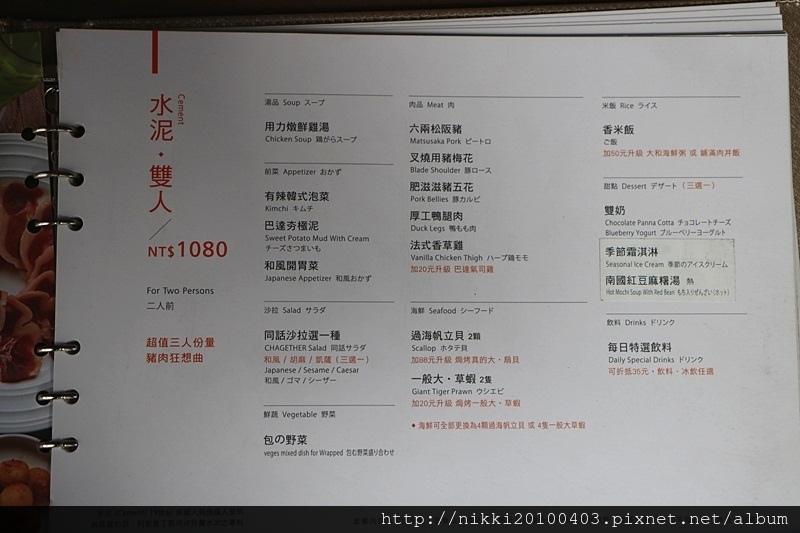 Cement
水泥・雙人
NT$1080
For Two Persons
二人前
超值三人份量
豬肉狂想曲
湯品 Soup スープ
用力燉鮮雞湯
Chicken Soup 鶏がらスープ
前菜 Appetizer おかず
有辣韓式泡菜
Kimchi キムチ
巴達夯極泥
Sweet Potato Mud With Cream
チーズさつまいも
和風開胃菜
Japanese Appetizer 和風おかず
沙拉 Salad サラダ
同話沙拉選一種
CHAGETHER Salad 同話サラダ
和風 / 胡麻 / 凱薩（三選一）
Japanese / Sesame / Caesar
和風 / ゴマ / シーザー
鮮蔬 Vegetable 野菜
包の野菜
veges mixed dish for Wrapped 包む野菜盛り合わせ
肉品 Meat 肉
六兩松阪豬
Matsusaka Pork ピートロ
叉燒用豬梅花
Blade Shoulder 豚ロース
肥滋滋豬五花
Pork Bellies 豚カルビ
厚工鴨腿肉
Duck Legs 鴨もも肉
法式香草雞
Vanilla Chicken Thigh ハーブ鶏モモ
加20元升級 巴達氣司雞
海鮮 Seafood シーフード
過海帆立貝 2顆
Scallop ホタテ貝
加88元升級 焗烤真的大・扇貝
一般大・草蝦 2隻
Giant Tiger Prawn ウシエビ
加20元升級 焗烤一般大・草蝦
♦ 海鮮可全部更換為4顆過海帆立貝 或 4隻一般大草蝦
米飯 Rice ライス
香米飯
ご飯
加50元升級 大和海鮮粥 或 鋪滿肉丼飯
甜點 Dessert デザート（三選一）
雙奶
Chocolate Panna Cotta チョコレートチーズ
Blueberry Yogurt ブルーベリーヨーグルト
季節霜淇淋
Seasonal Ice Cream 季節のアイスクリーム
南國紅豆麻糬湯 熱
Hot Mochi Soup With Red Bean もち入りぜんざい(ホット)
飲料 Drinks ドリンク
每日特選飲料
Daily Special Drinks ドリンク
可折抵35元・飲料、冰飲任選
http://nikki20100403.pixnet.net/album